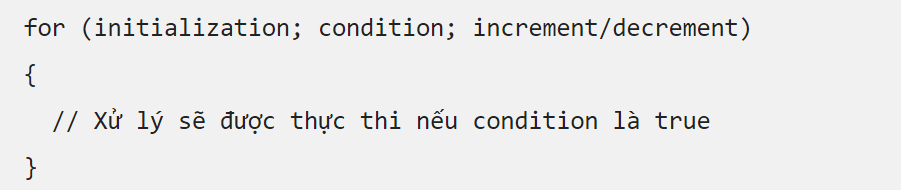 for (initialization; condition; increment/decrement)
{
// Xử lý sẽ được thực thi nếu condition là true
}